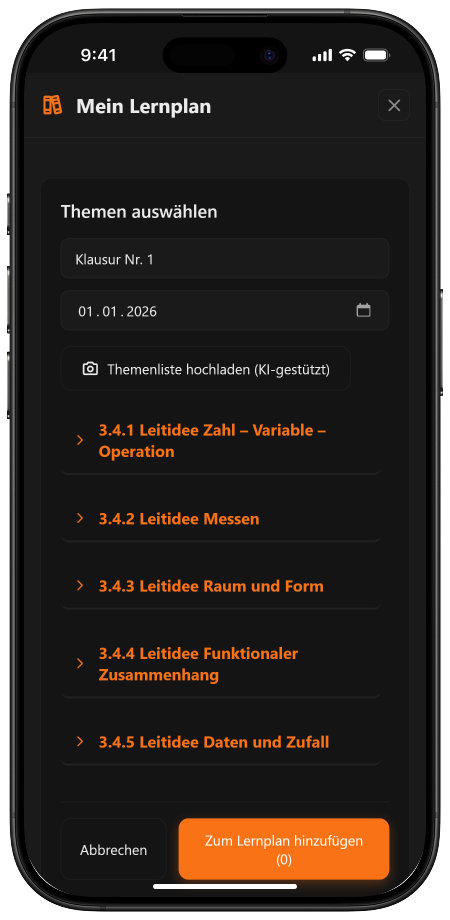 9:41
Mein Lernplan
Themen auswählen
Klausur Nr. 1
01.01.2026
Themenliste hochladen (KI-gestützt)
3.4.1 Leitidee Zahl – Variable –
Operation
3.4.2 Leitidee Messen
3.4.3 Leitidee Raum und Form
3.4.4 Leitidee Funktionaler
Zusammenhang
3.4.5 Leitidee Daten und Zufall
Abbrechen
Zum Lernplan hinzufügen
(0)